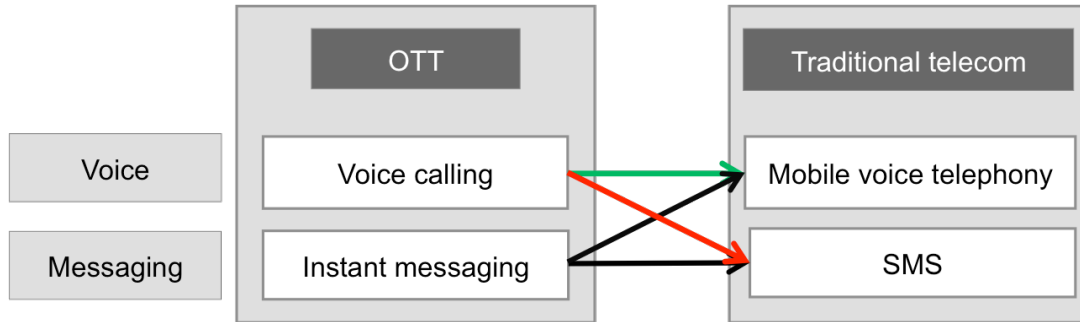 OTT
Traditional telecom
Voice
Voice calling
Mobile voice telephony
Messaging
Instant messaging
SMS